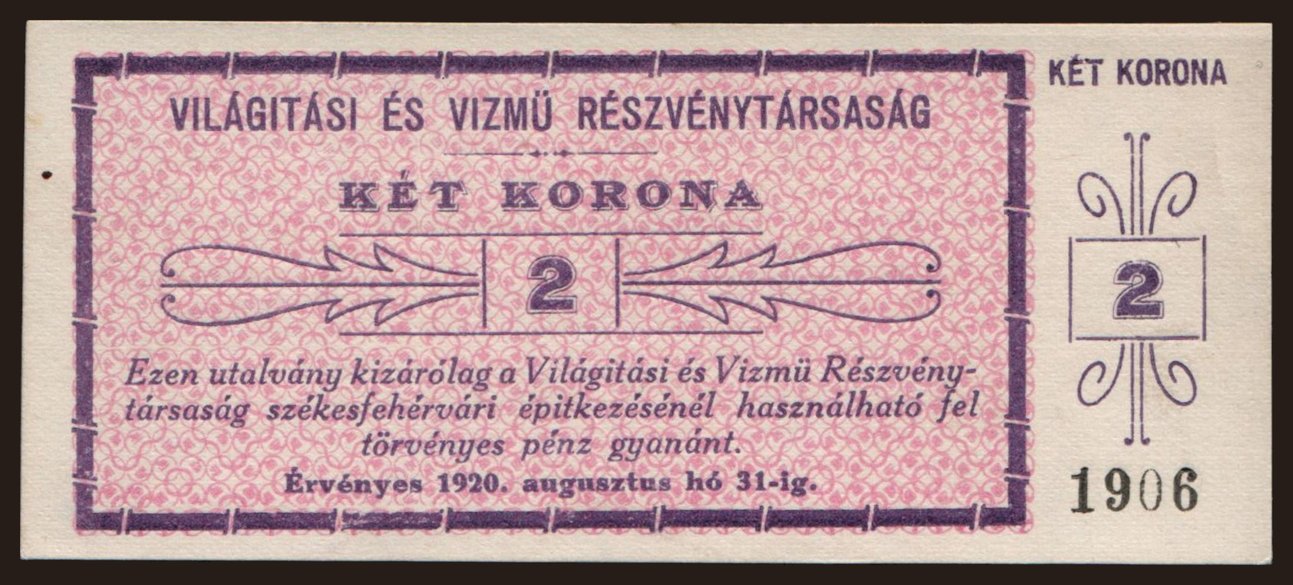 VILÁGITÁSI ÉS VIZMÜ RÉSZVÉNYTÁRSASÁG
KÉT KORONA
2
Ezen utalvány kizárólag a Világitási és Vizmü Részvény-
társaság székesfehérvári épitkezésénél használható fel
törvényes pénz gyanánt.
Érvényes 1920. augusztus hó 31-ig.
KÉT KORONA
2
1906